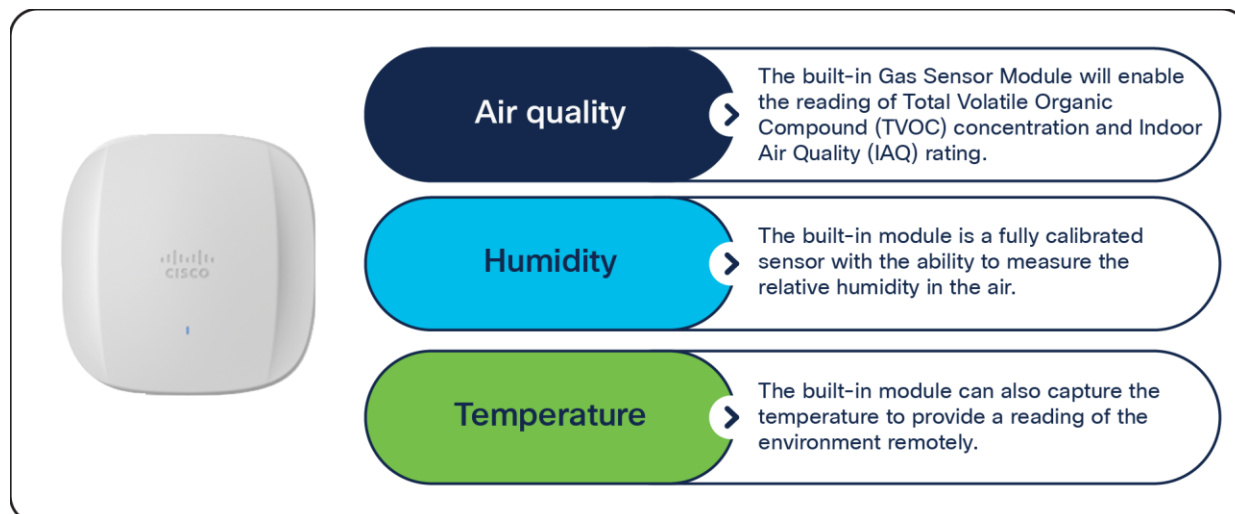 CISCO
Air quality
The built-in Gas Sensor Module will enable
the reading of Total Volatile Organic
Compound (TVOC) concentration and Indoor
Air Quality (IAQ) rating.
Humidity
The built-in module is a fully calibrated
sensor with the ability to measure the
relative humidity in the air.
Temperature
The built-in module can also capture the
temperature to provide a reading of the
environment remotely.